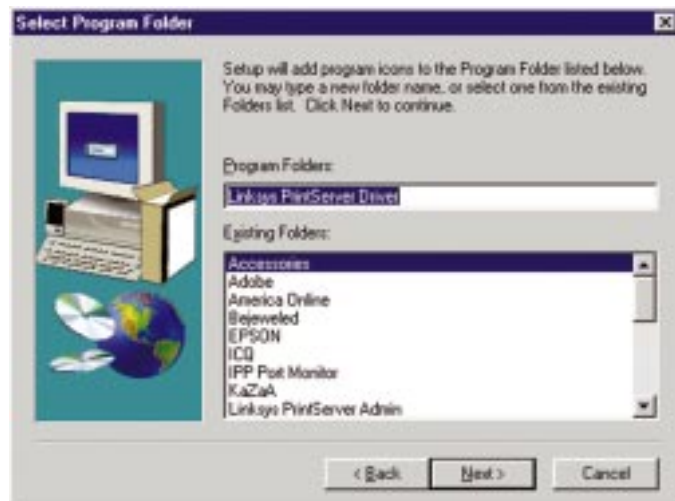 Select Program Folder
Setup will add program icons to the Program Folder listed below.
You may type a new folder name, or select one from the existing
Folders list. Click Next to continue.
Program Folders:
Linksys PrintServer Driver
Existing Folders:
Accessories
Adobe
America Online
Bejeweled
EPSON
ICQ
IPP Port Monitor
KaZaA
Linksys PrintServer Admin
< Back
Next >
Cancel